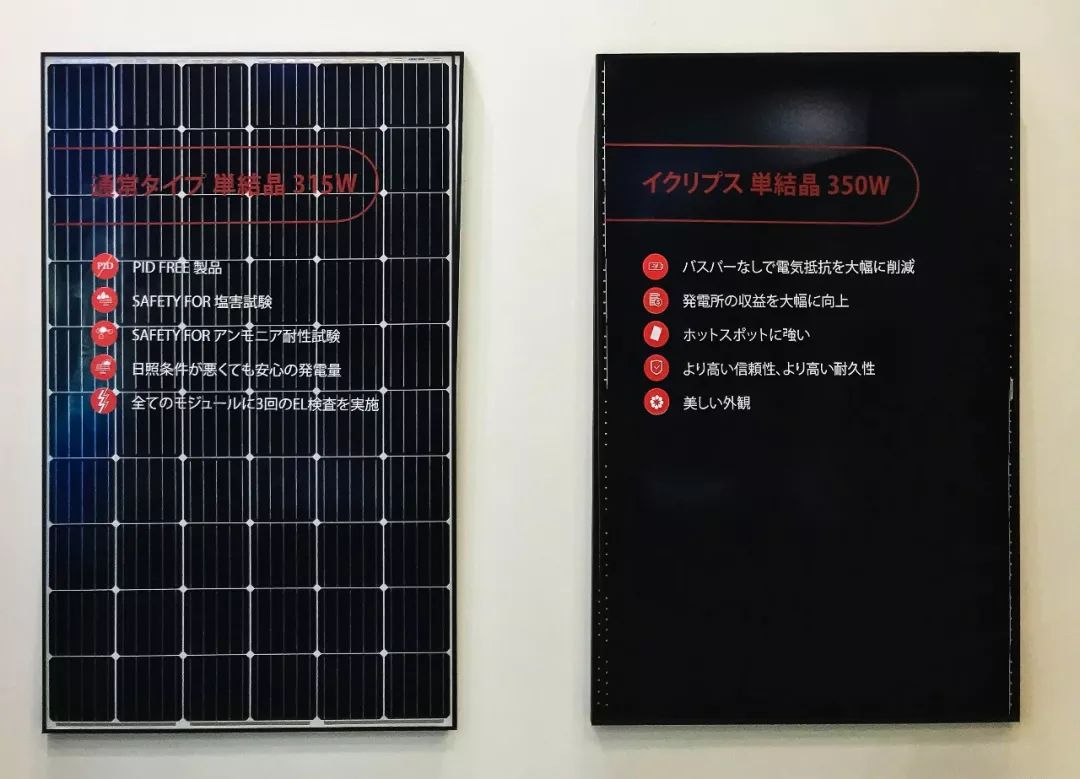 通常タイプ 単結晶 315W
PID
PID FREE 製品
SAFETY FOR 塩害試験
SAFETY FOR アンモニア耐性試験
日照条件が悪くても安心の発電量
全てのモジュールに3回のEL検査を実施
イクリプス 単結晶 350W
バスバーなしで電気抵抗を大幅に削減
発電所の収益を大幅に向上
ホットスポットに強い
より高い信頼性、より高い耐久性
美しい外観